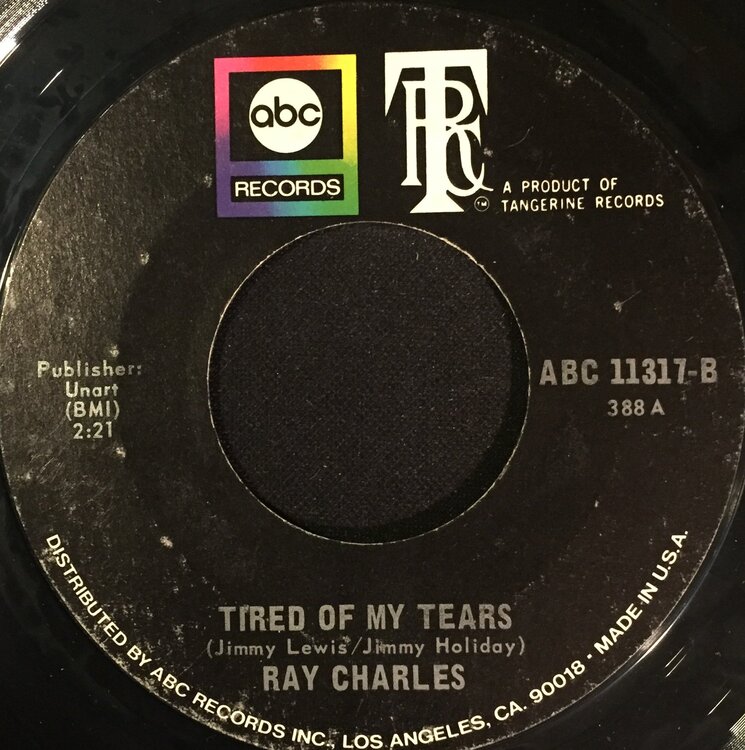 abc
RECORDS
TRC
A PRODUCT OF
TANGERINE RECORDS
TM
Publisher:
Unart
(BMI)
2:21
ABC 11317-B
388 A
TIRED OF MY TEARS
(Jimmy Lewis/Jimmy Holiday)
RAY CHARLES
DISTRIBUTED BY ABC RECORDS INC., LOS ANGELES, CA. 90018 · MADE IN U.S.A.